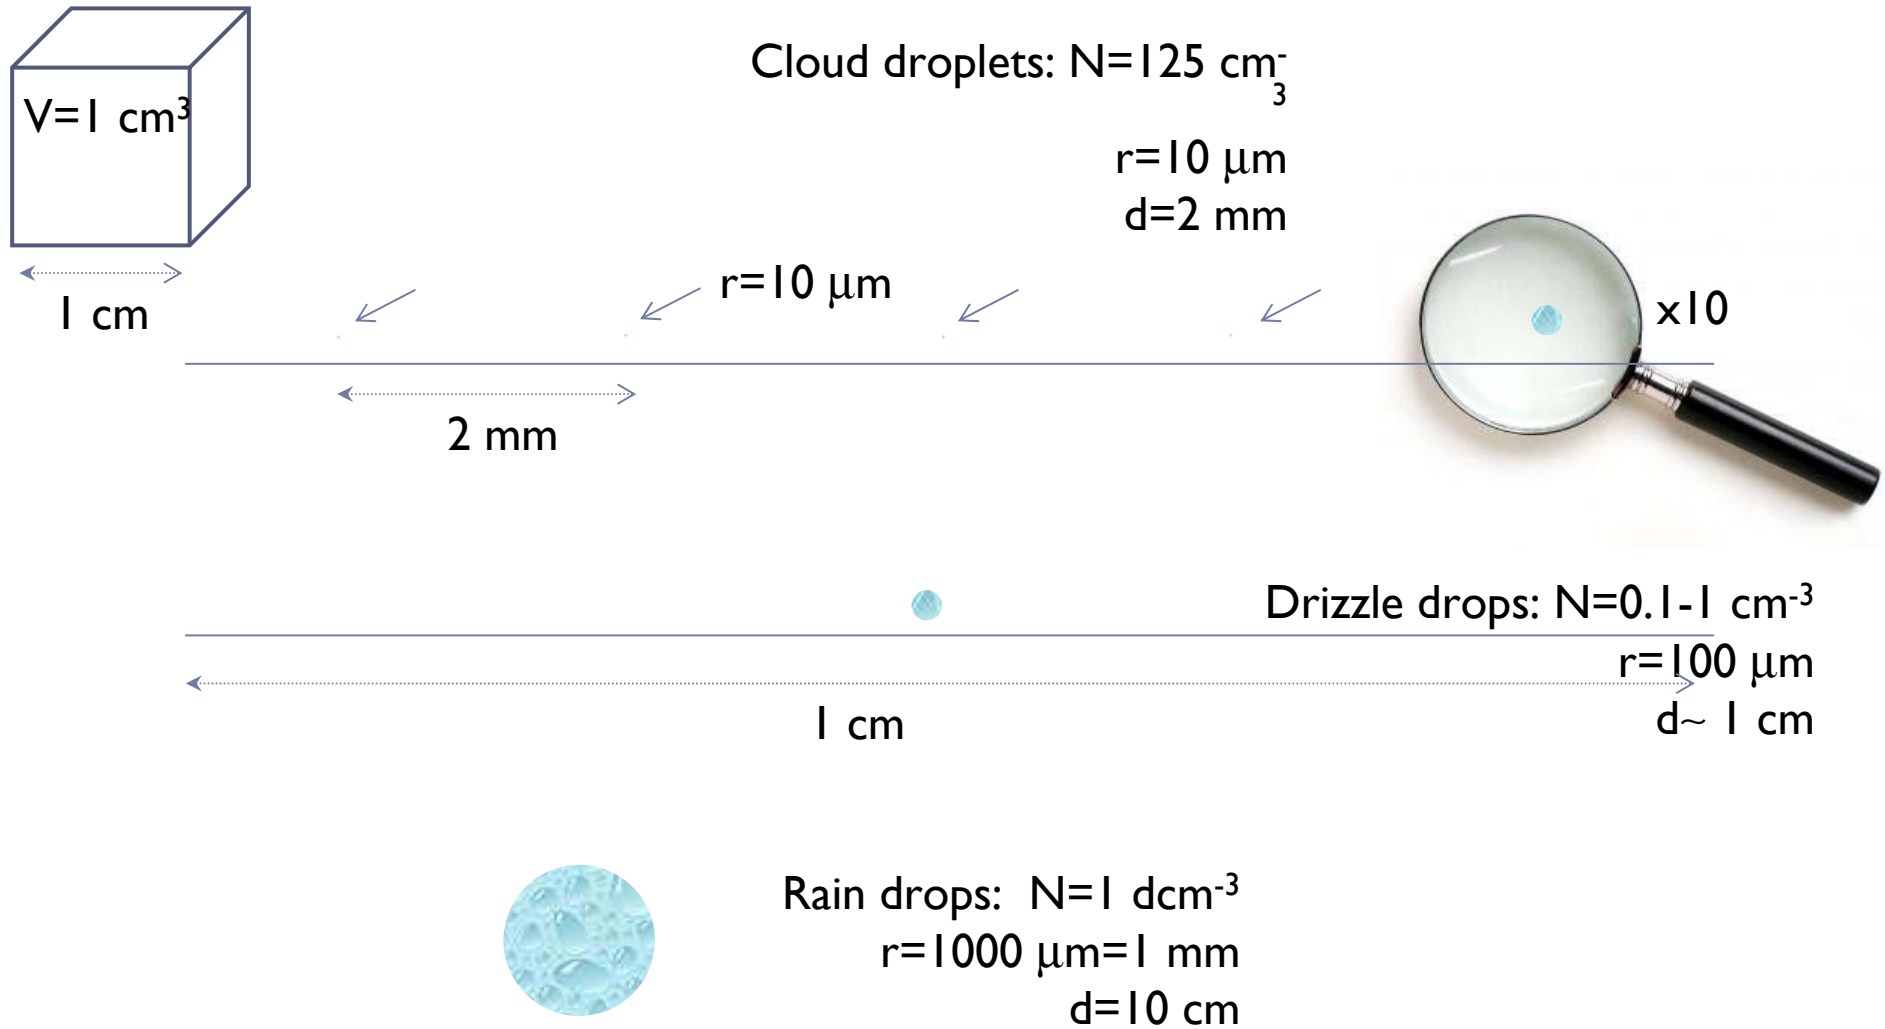 V=1 cm³
1 cm
Cloud droplets: N=125 cm⁻
³
r=10 μm
d=2 mm
r=10 μm
x10
2 mm
Drizzle drops: N=0.1-1 cm⁻³
r=100 μm
d~ 1 cm
1 cm
Rain drops: N=1 dcm⁻³
r=1000 μm=1 mm
d=10 cm